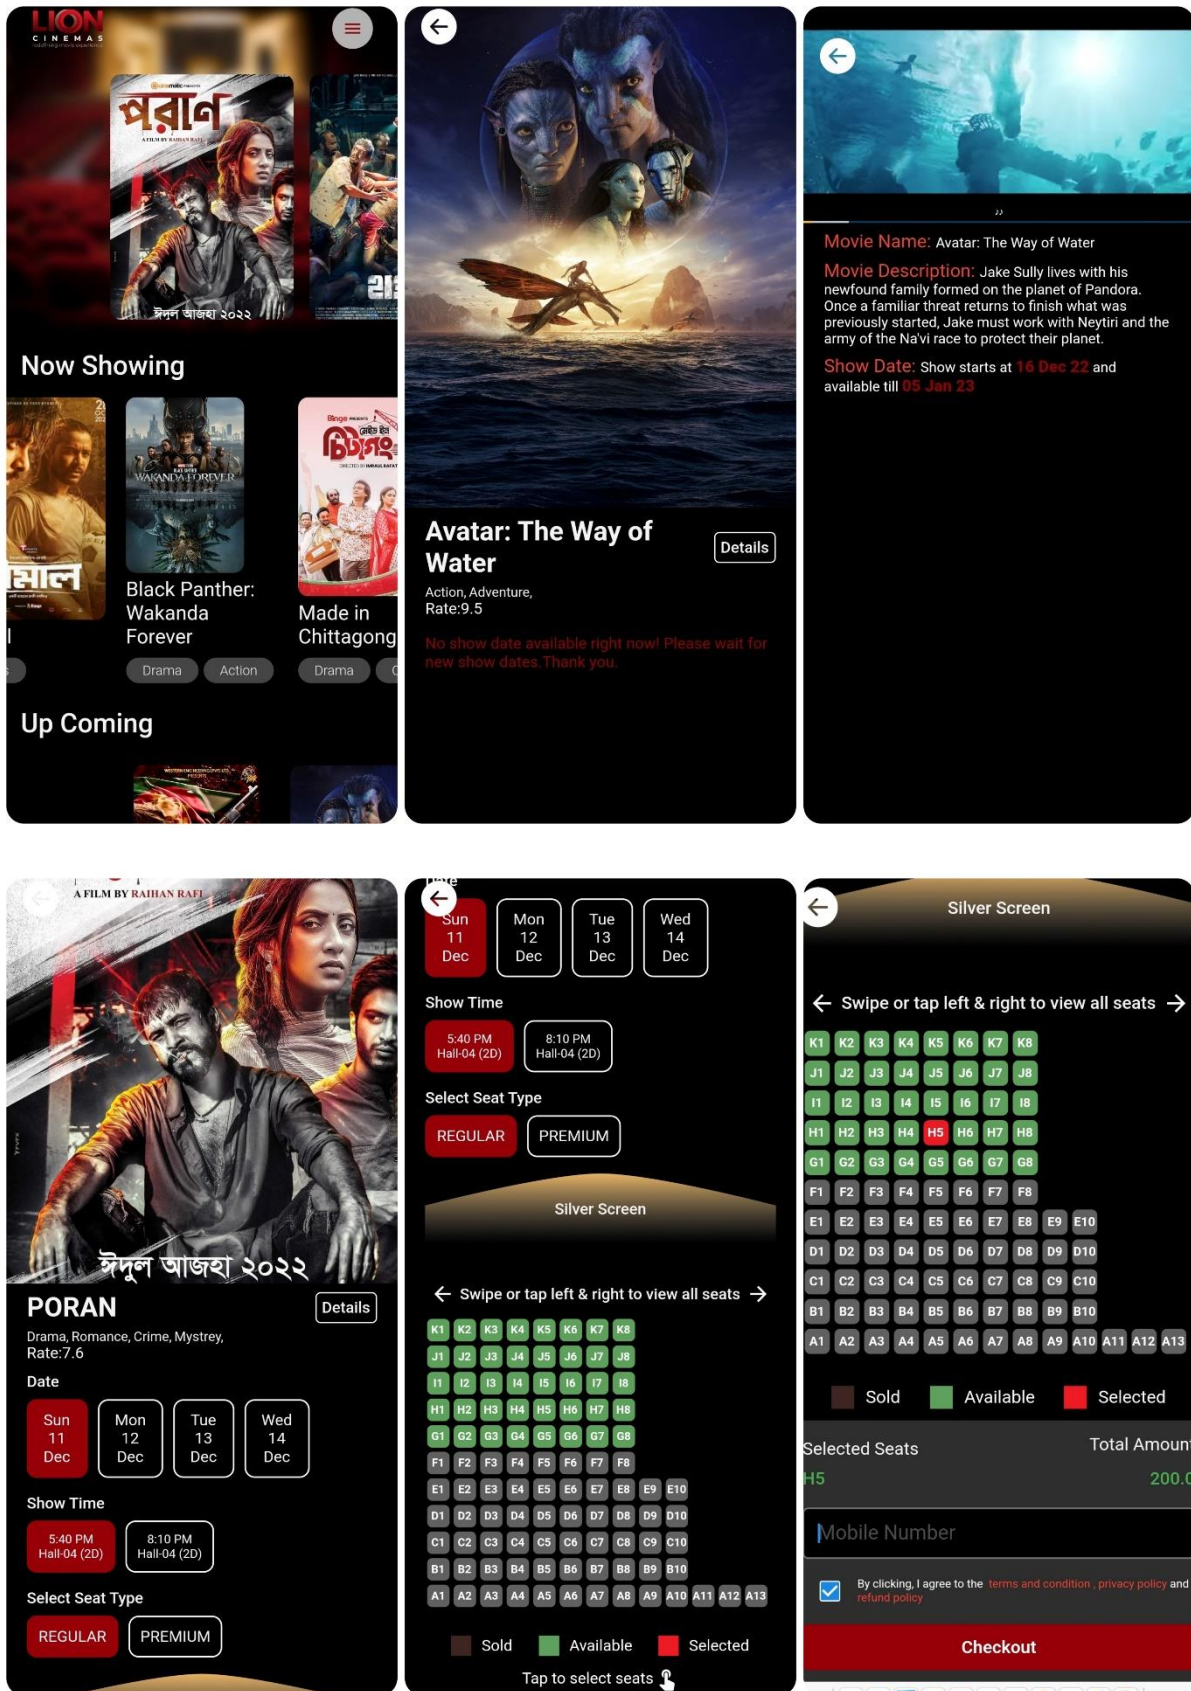 LION
CINEMAS
পরাণ
A FILM BY RAIHAN RAFI
ঈদুল আজহা ২০২২
Now Showing
Binge PRESENTS
মেইড ইন
চিটাগং
DIRECTED BY IMRAUL RAFAT
WAKANDA FOREVER
Black Panther:
Wakanda
Forever
Made in
Chittagong
Drama
Action
Drama
Up Coming
Avatar: The Way of
Water
Details
Action, Adventure,
Rate:9.5
No show date available right now! Please wait for
new show dates.Thank you.
♪♪
Movie Name: Avatar: The Way of Water
Movie Description: Jake Sully lives with his
newfound family formed on the planet of Pandora.
Once a familiar threat returns to finish what was
previously started, Jake must work with Neytiri and the
army of the Na'vi race to protect their planet.
Show Date: Show starts at 16 Dec 22 and
available till 05 Jan 23
A FILM BY RAIHAN RAFI
ঈদুল আজহা ২০২২
PORAN
Details
Drama, Romance, Crime, Mystrey,
Rate:7.6
Date
Sun 11 Dec
Mon 12 Dec
Tue 13 Dec
Wed 14 Dec
Show Time
5:40 PM Hall-04 (2D)
8:10 PM Hall-04 (2D)
Select Seat Type
REGULAR PREMIUM
Date
Sun 11 Dec
Mon 12 Dec
Tue 13 Dec
Wed 14 Dec
Show Time
5:40 PM Hall-04 (2D)
8:10 PM Hall-04 (2D)
Select Seat Type
REGULAR PREMIUM
Silver Screen
← Swipe or tap left & right to view all seats →
K1 K2 K3 K4 K5 K6 K7 K8
J1 J2 J3 J4 J5 J6 J7 J8
I1 I2 I3 I4 I5 I6 I7 I8
H1 H2 H3 H4 H5 H6 H7 H8
G1 G2 G3 G4 G5 G6 G7 G8
F1 F2 F3 F4 F5 F6 F7 F8
E1 E2 E3 E4 E5 E6 E7 E8 E9 E10
D1 D2 D3 D4 D5 D6 D7 D8 D9 D10
C1 C2 C3 C4 C5 C6 C7 C8 C9 C10
B1 B2 B3 B4 B5 B6 B7 B8 B9 B10
A1 A2 A3 A4 A5 A6 A7 A8 A9 A10 A11 A12 A13
Sold Available Selected
Tap to select seats
Silver Screen
← Swipe or tap left & right to view all seats →
K1 K2 K3 K4 K5 K6 K7 K8
J1 J2 J3 J4 J5 J6 J7 J8
I1 I2 I3 I4 I5 I6 I7 I8
H1 H2 H3 H4 H5 H6 H7 H8
G1 G2 G3 G4 G5 G6 G7 G8
F1 F2 F3 F4 F5 F6 F7 F8
E1 E2 E3 E4 E5 E6 E7 E8 E9 E10
D1 D2 D3 D4 D5 D6 D7 D8 D9 D10
C1 C2 C3 C4 C5 C6 C7 C8 C9 C10
B1 B2 B3 B4 B5 B6 B7 B8 B9 B10
A1 A2 A3 A4 A5 A6 A7 A8 A9 A10 A11 A12 A13
Sold Available Selected
Selected Seats Total Amount
H5 200.0
Mobile Number
By clicking, I agree to the terms and condition , privacy policy and
refund policy
Checkout